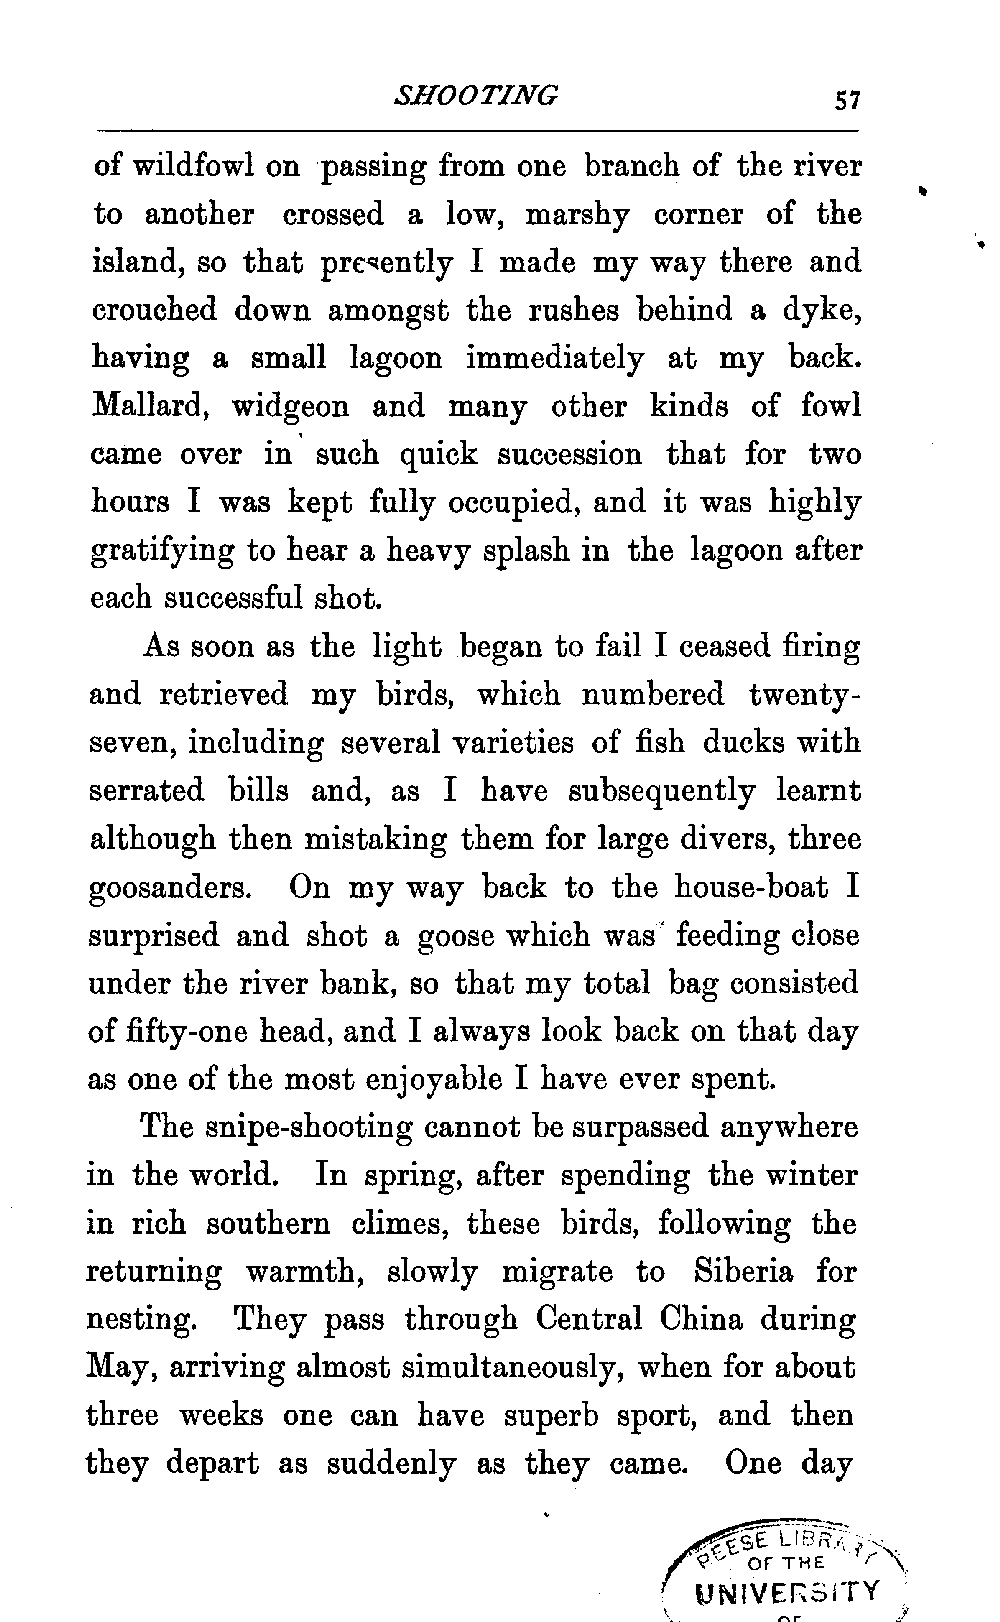 SHOOTING 57
of wildfowl on passing from one branch of the river
to another crossed a low, marshy corner of the
island, so that presently I made my way there and
crouched down amongst the rushes behind a dyke,
having a small lagoon immediately at my back.
Mallard, widgeon and many other kinds of fowl
came over in such quick succession that for two
hours I was kept fully occupied, and it was highly
gratifying to hear a heavy splash in the lagoon after
each successful shot.
As soon as the light began to fail I ceased firing
and retrieved my birds, which numbered twenty-
seven, including several varieties of fish ducks with
serrated bills and, as I have subsequently learnt
although then mistaking them for large divers, three
goosanders. On my way back to the house-boat I
surprised and shot a goose which was feeding close
under the river bank, so that my total bag consisted
of fifty-one head, and I always look back on that day
as one of the most enjoyable I have ever spent.
The snipe-shooting cannot be surpassed anywhere
in the world. In spring, after spending the winter
in rich southern climes, these birds, following the
returning warmth, slowly migrate to Siberia for
nesting. They pass through Central China during
May, arriving almost simultaneously, when for about
three weeks one can have superb sport, and then
they depart as suddenly as they came. One day
REESE LIBRARY
OF THE
UNIVERSITY
OF